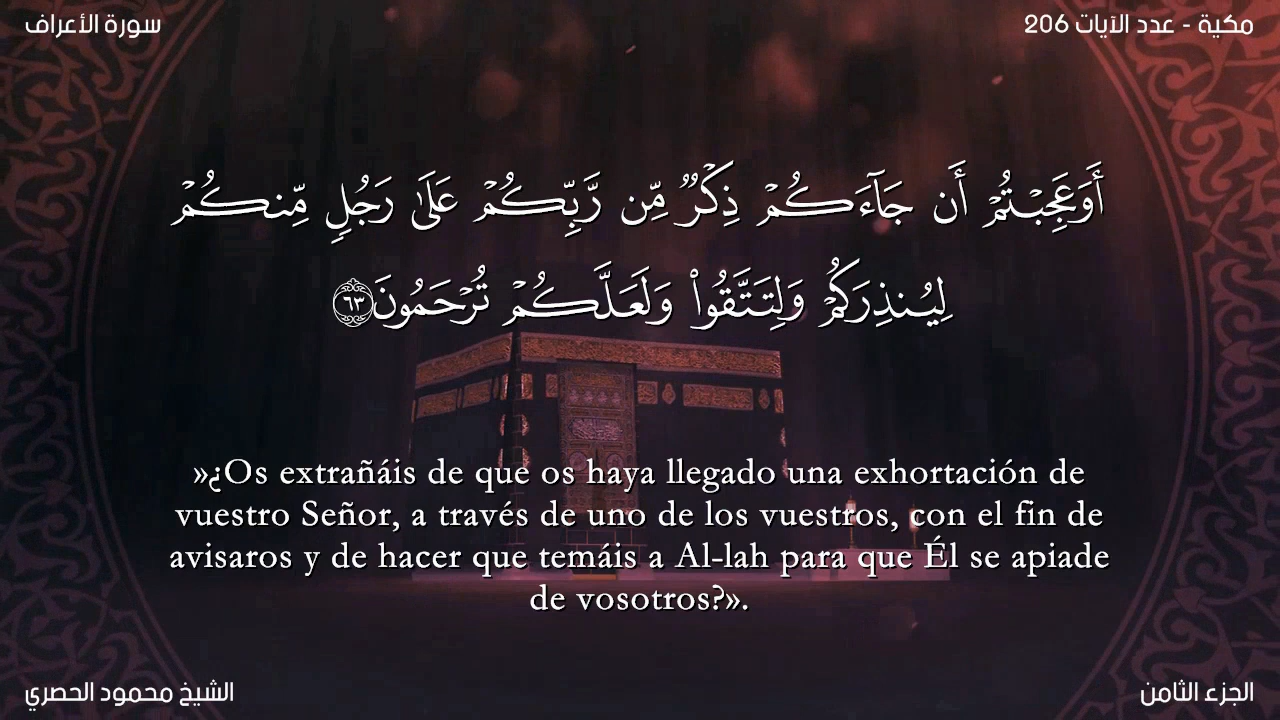 سورة الأعراف
مكية - عدد الآيات 206
أَوَعَجِبْتُمْ أَن جَآءَكُمْ ذِكْرٌ مِّن رَّبِّكُمْ عَلَىٰ رَجُلٍ مِّنكُمْ
لِيُنذِرَكُمْ وَلِتَتَّقُوا۟ وَلَعَلَّكُمْ تُرْحَمُونَ ٦٣
»¿Os extrañáis de que os haya llegado una exhortación de
vuestro Señor, a través de uno de los vuestros, con el fin de
avisaros y de hacer que temáis a Al-lah para que Él se apiade
de vosotros?».
الشيخ محمود الحصري
الجزء الثامن